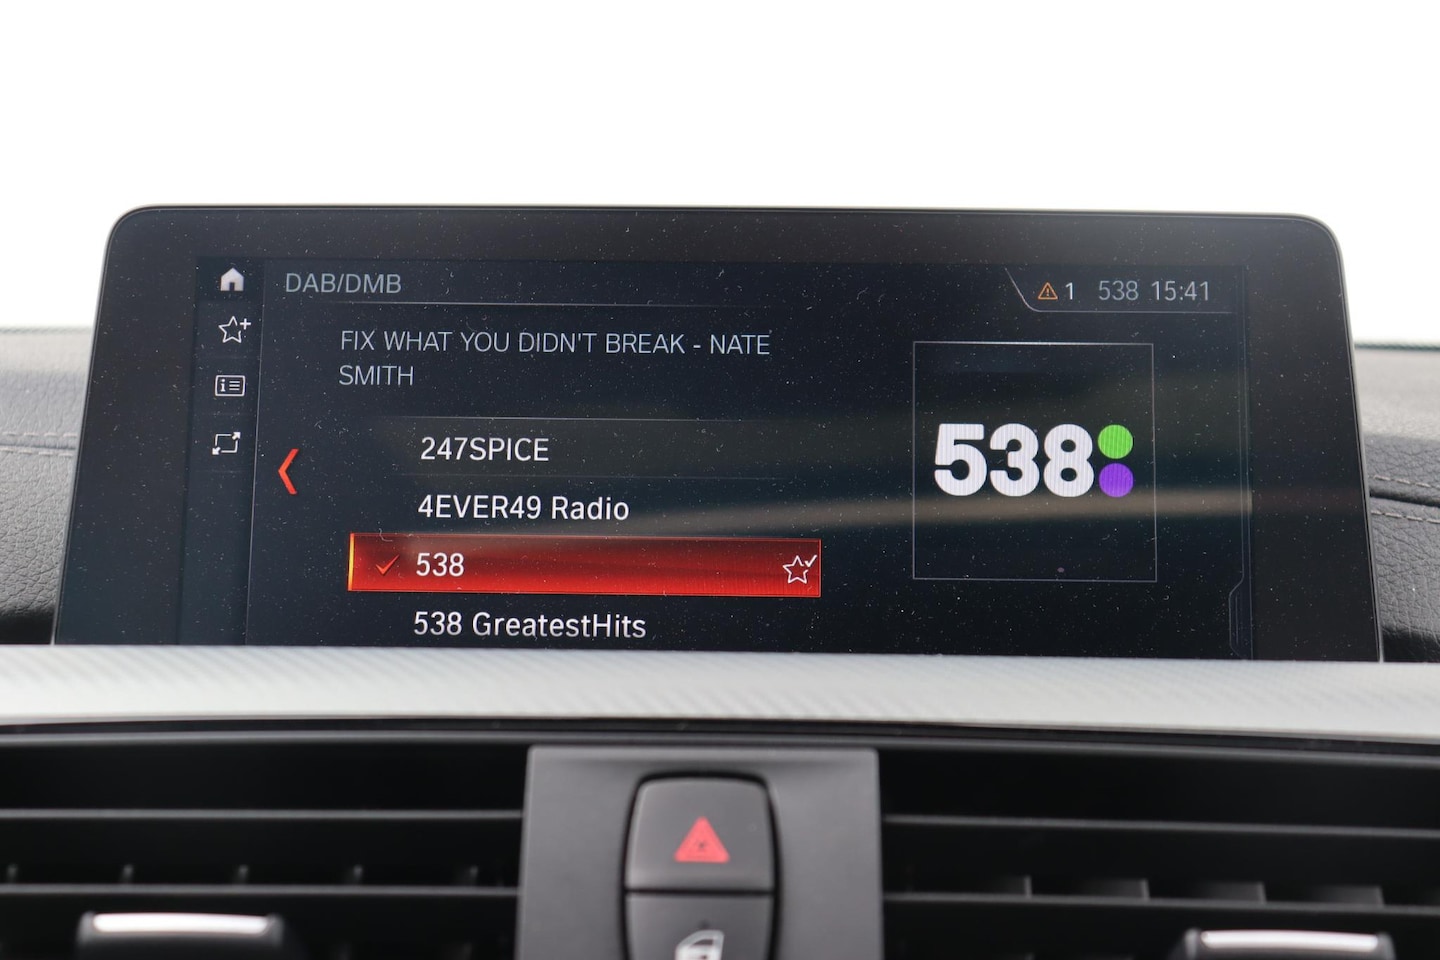 DAB/DMB
1 538 15:41
FIX WHAT YOU DIDN'T BREAK - NATE
SMITH
247SPICE
4EVER49 Radio
538
538 GreatestHits
538